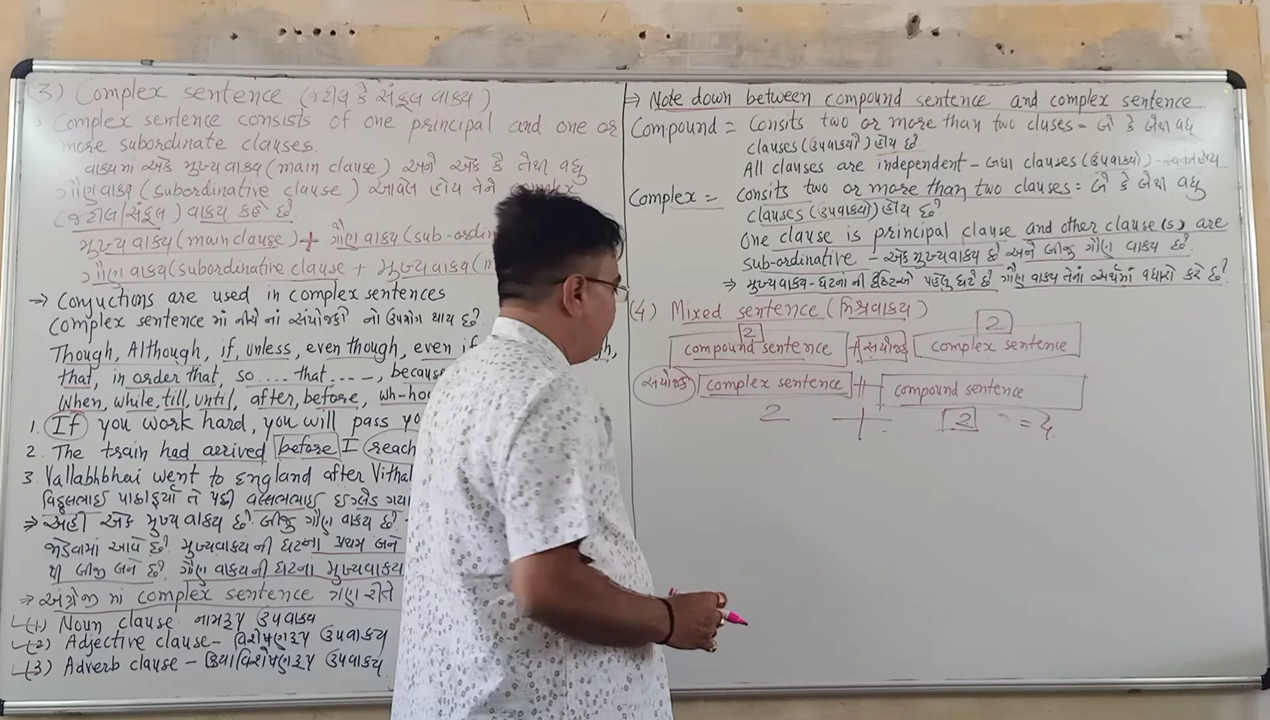 (3) Complex sentence (જટીલ કે સંકુલ વાક્ય)
Complex sentence consists of one principal and one or
more subordinate clauses.
વાક્યમાં એક મુખ્યવાક્ય (main clause) અને એક કે તેથી વધુ
ગૌણ વાક્ય (subordinative clause) આવેલ હોય તેને complex
(જટીલ/સંકુલ) વાક્ય કહે છે.
મુખ્ય વાક્ય (main clause) + ગૌણ વાક્ય (sub-ordin
ગૌણ વાક્ય (subordinative clause + મુખ્ય વાક્ય (
→ Conjuctions are used in complex sentences
complex sentence માં નીચે નાં સંયોજકો નો ઉપયોગ થાય છે.
Though, Although, if, unless, even though, even if
that, in order that, so .... that ----, becaus
when, while, till, until, after, before, wh-
1. If you work hard, you will pass yo
2. The train had arrived before I reach
3. Vallabhbhai went to England after Vithal
વિઠ્ઠલભાઈ પાછા ફર્યા તે પછી વલ્લભભાઈ ઈંગ્લેડ ગયા
⇒ અહીં એક મુખ્ય વાક્ય છે. બીજુ ગૌણ વાક્ય છે
જોડવામાં આવે છે. મુખ્યવાક્ય ની ઘટના પ્રથમ બને
થી બીજી બને છે. ગૌણ વાક્યની ઘટના મુખ્યવાક્ય
⇒ અંગ્રેજી માં complex sentence ત્રણ રીતે
(1) Noun clause નામરૂપ ઉપવાક્ય
(2) Adjective clause – વિશેષણરૂપ ઉપવાક્ય
(3) Adverb clause – ક્રિયાવિશેષણરૂપ ઉપવાક્ય
⇒ Note down between compound sentence and complex sentence
Compound = Consits two or more than two cluses = બે કે બેથી વધુ
clauses (ઉપવાક્યો) હોય છે
All clauses are independent – બધા clauses (ઉપવાક્યો) -
Complex = consits two or more than two clauses = બે કે બેથી વધુ
clauses (ઉપવાક્યો) હોય છે
One clause is principal clause and other clause(s) are
sub-ordinative – એક મુખ્યવાક્ય છે અને બીજુ ગૌણ વાક્ય છે.
⇒ મુખ્યવાક્ય - ઘટનાં ની પહેલુ ઘટે છે ગૌણ વાક્ય તેનાં અર્થમાં વધારો કરે છે.
(4) Mixed sentence (મિશ્રવાક્ય)
2 2
compound sentence + સંયોજક complex sentence
સંયોજક complex sentence + compound sentence
2 + 2 = 4